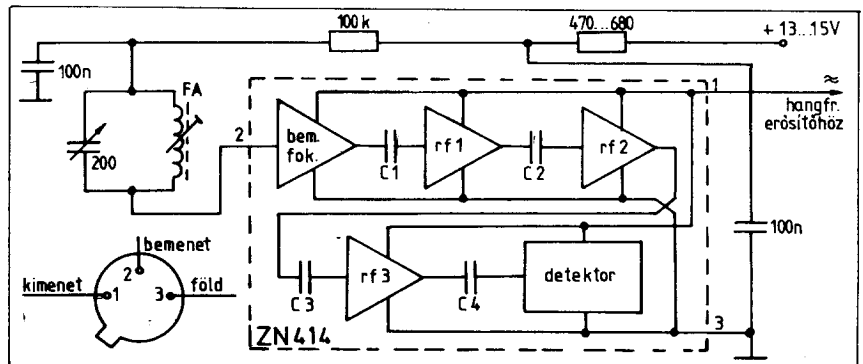 100k
470...680
+ 13...15V
100n
FA
200
2
bem.
fok.
C1
rf1
C2
rf2
1
≈
hangfr.
erősítőhöz
100n
C3
rf3
C4
detektor
3
ZN414
bemenet
2
kimenet
1
3
föld